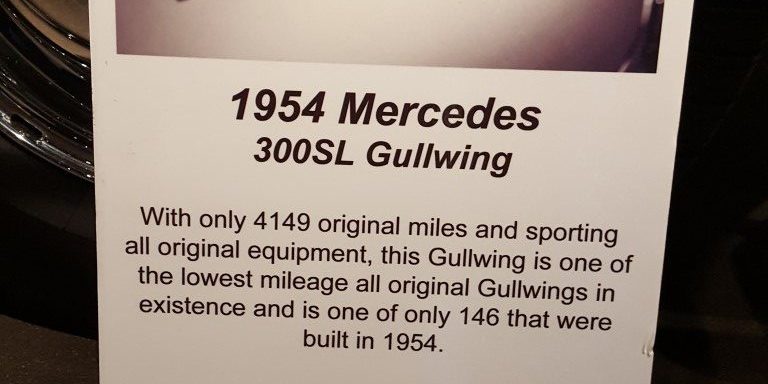 1954 Mercedes
300SL Gullwing
With only 4149 original miles and sporting
all original equipment, this Gullwing is one of
the lowest mileage all original Gullwings in
existence and is one of only 146 that were
built in 1954.